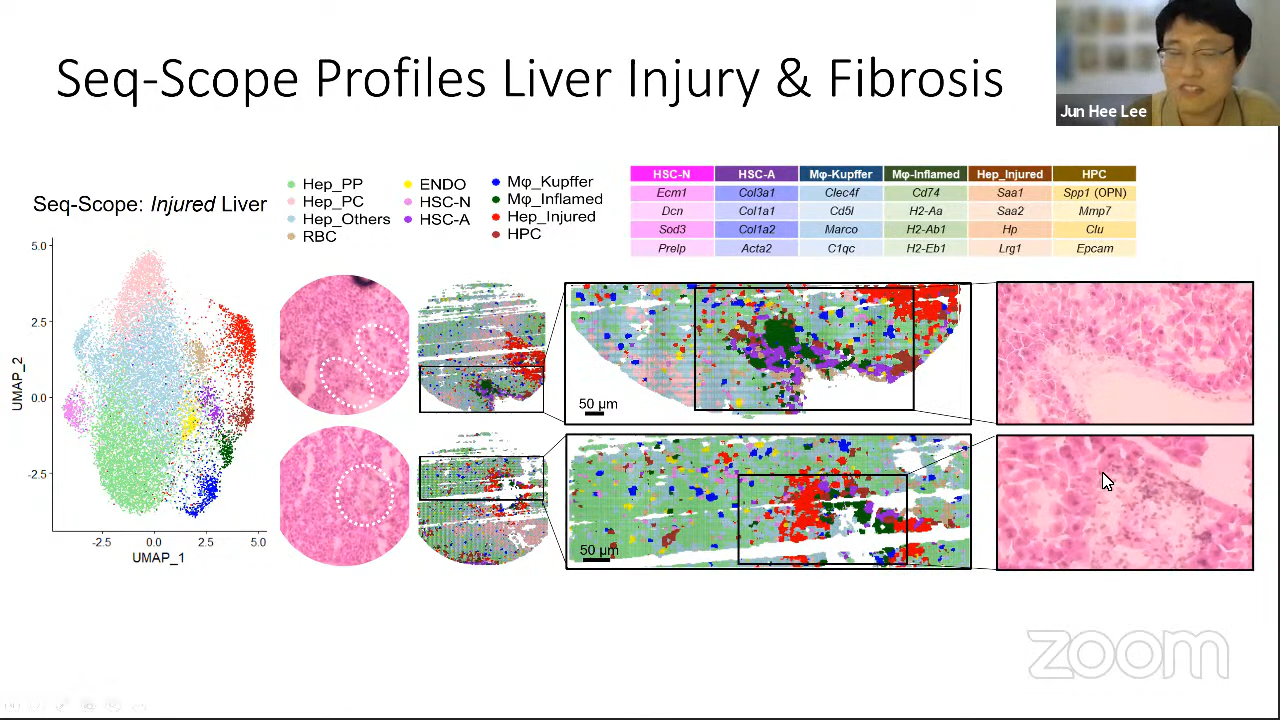 Seq-Scope Profiles Liver Injury & Fibrosis
Jun Hee Lee
Seq-Scope: Injured Liver
Hep_PP
Hep_PC
Hep_Others
RBC
ENDO
HSC-N
HSC-A
Mφ_Kupffer
Mφ_Inflamed
Hep_Injured
HPC
HSC-N HSC-A Mφ-Kupffer Mφ-Inflamed Hep_Injured HPC
Ecm1 Col3a1 Clec4f Cd74 Saa1 Spp1 (OPN)
Dcn Col1a1 Cd5l H2-Aa Saa2 Mmp7
Sod3 Col1a2 Marco H2-Ab1 Hp Clu
Prelp Acta2 C1qc H2-Eb1 Lrg1 Epcam
5.0
2.5
0.0
-2.5
UMAP_2
-2.5 0.0 2.5 5.0
UMAP_1
50 μm
50 μm
zoom